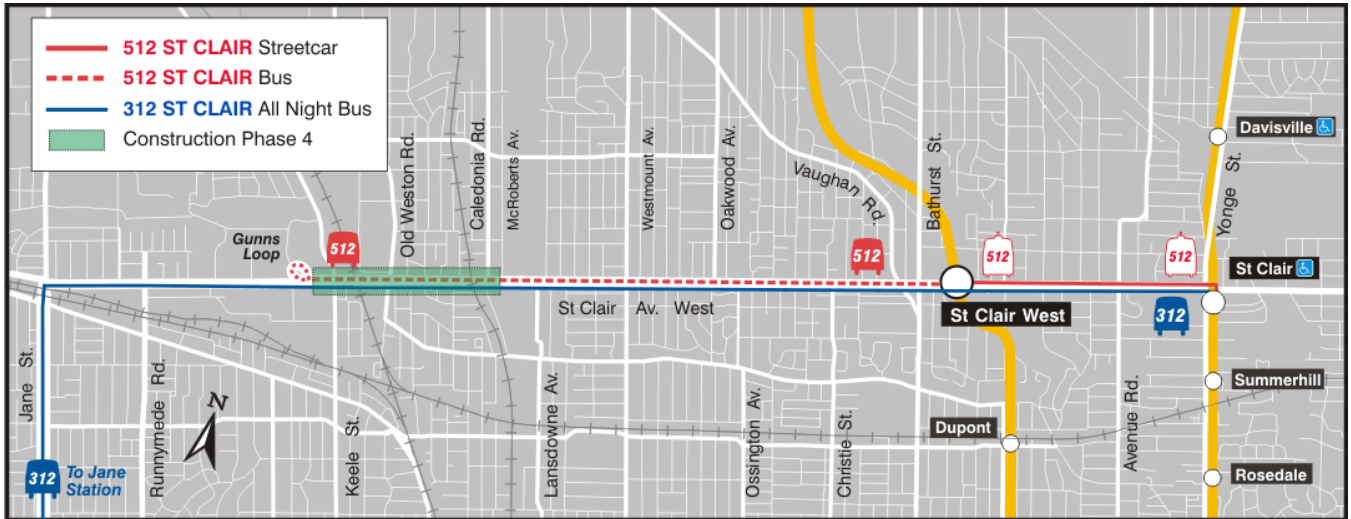 512 ST CLAIR Streetcar
512 ST CLAIR Bus
312 ST CLAIR All Night Bus
Construction Phase 4
Old Weston Rd.
Caledonia Rd.
McRoberts Av.
Westmount Av.
Oakwood Av.
Vaughan Rd.
Bathurst St.
Yonge St.
Davisville
Gunns
Loop
512
512
512
512
St Clair
St Clair Av. West
St Clair West
312
Jane St.
Runnymede Rd.
N
Keele St.
Lansdowne Av.
Ossington Av.
Christie St.
Dupont
Avenue Rd.
Summerhill
Rosedale
312
To Jane
Station